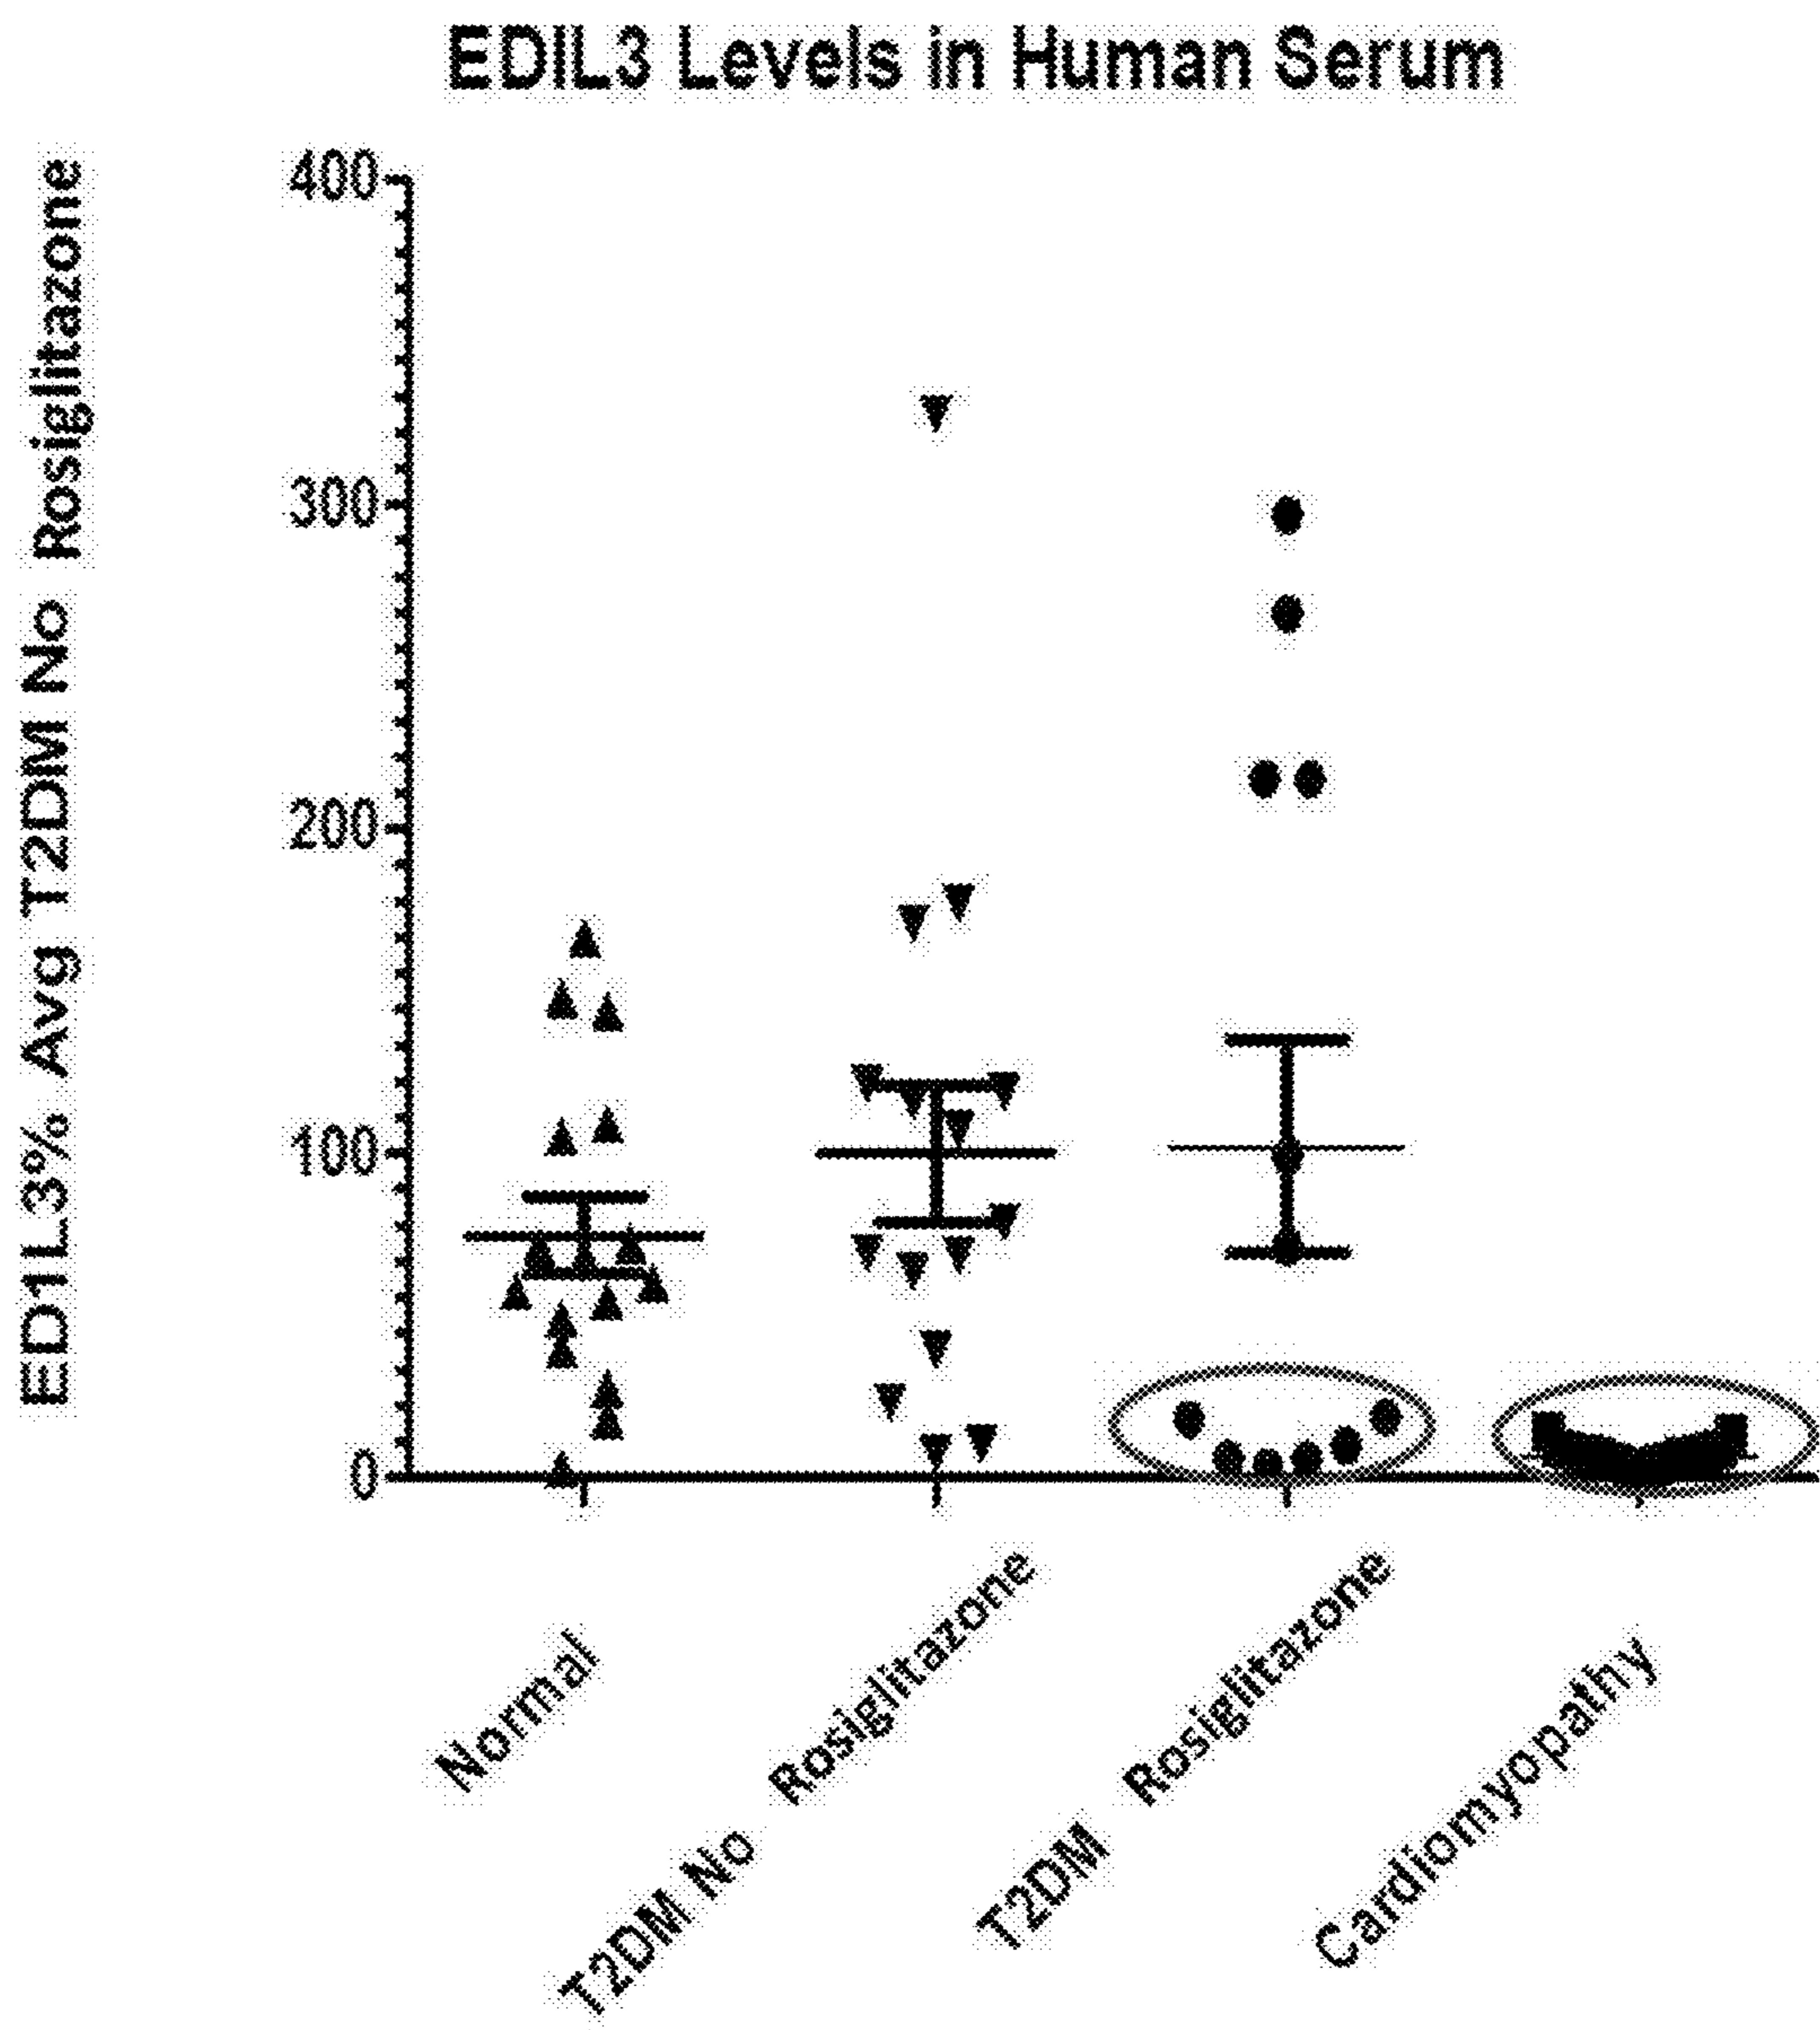 EDIL3 Levels in Human Serum
ED1L3% Avg T2DM No Rosiglitazone
400
300
200
100
0
Normal
T2DM No Rosiglitazone
T2DM Rosiglitazone
Cardiomyopathy